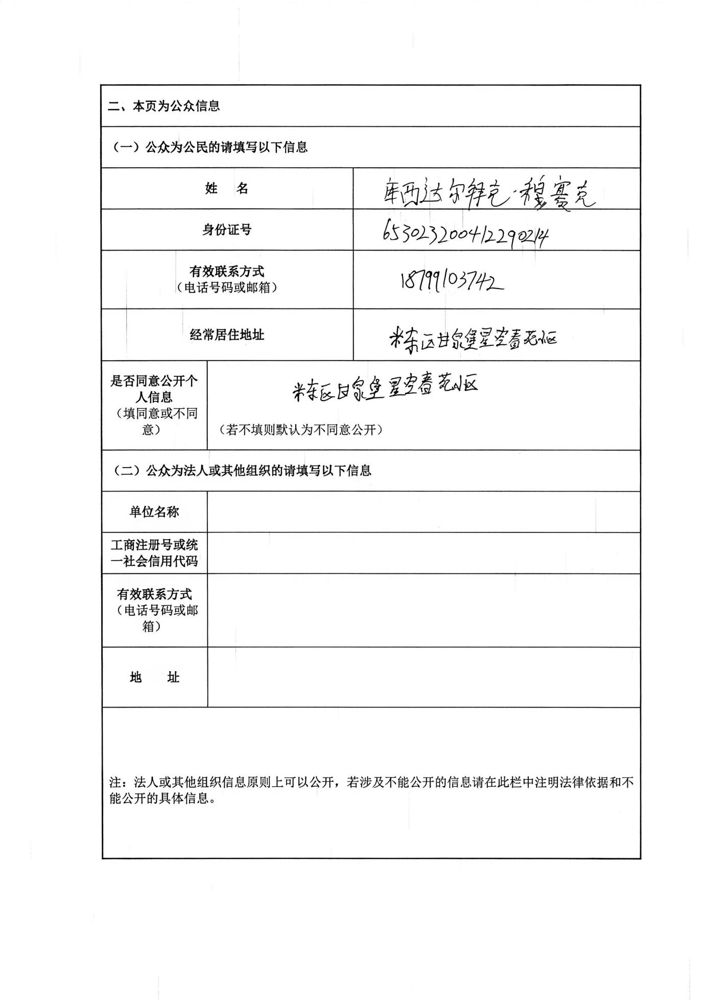 二、本页为公众信息
（一）公众为公民的请填写以下信息
姓 名
库西达尔拜克·穆赛克
身份证号
653023200412290214
有效联系方式
（电话号码或邮箱）
18799103742
经常居住地址
米东区甘泉堡星空春苑小区
是否同意公开个
人信息
（填同意或不同
意）
米东区甘泉堡星空春苑小区
（若不填则默认为不同意公开）
（二）公众为法人或其他组织的请填写以下信息
单位名称
工商注册号或统
一社会信用代码
有效联系方式
（电话号码或邮
箱）
地 址
注：法人或其他组织信息原则上可以公开，若涉及不能公开的信息请在此栏中注明法律依据和不
能公开的具体信息。